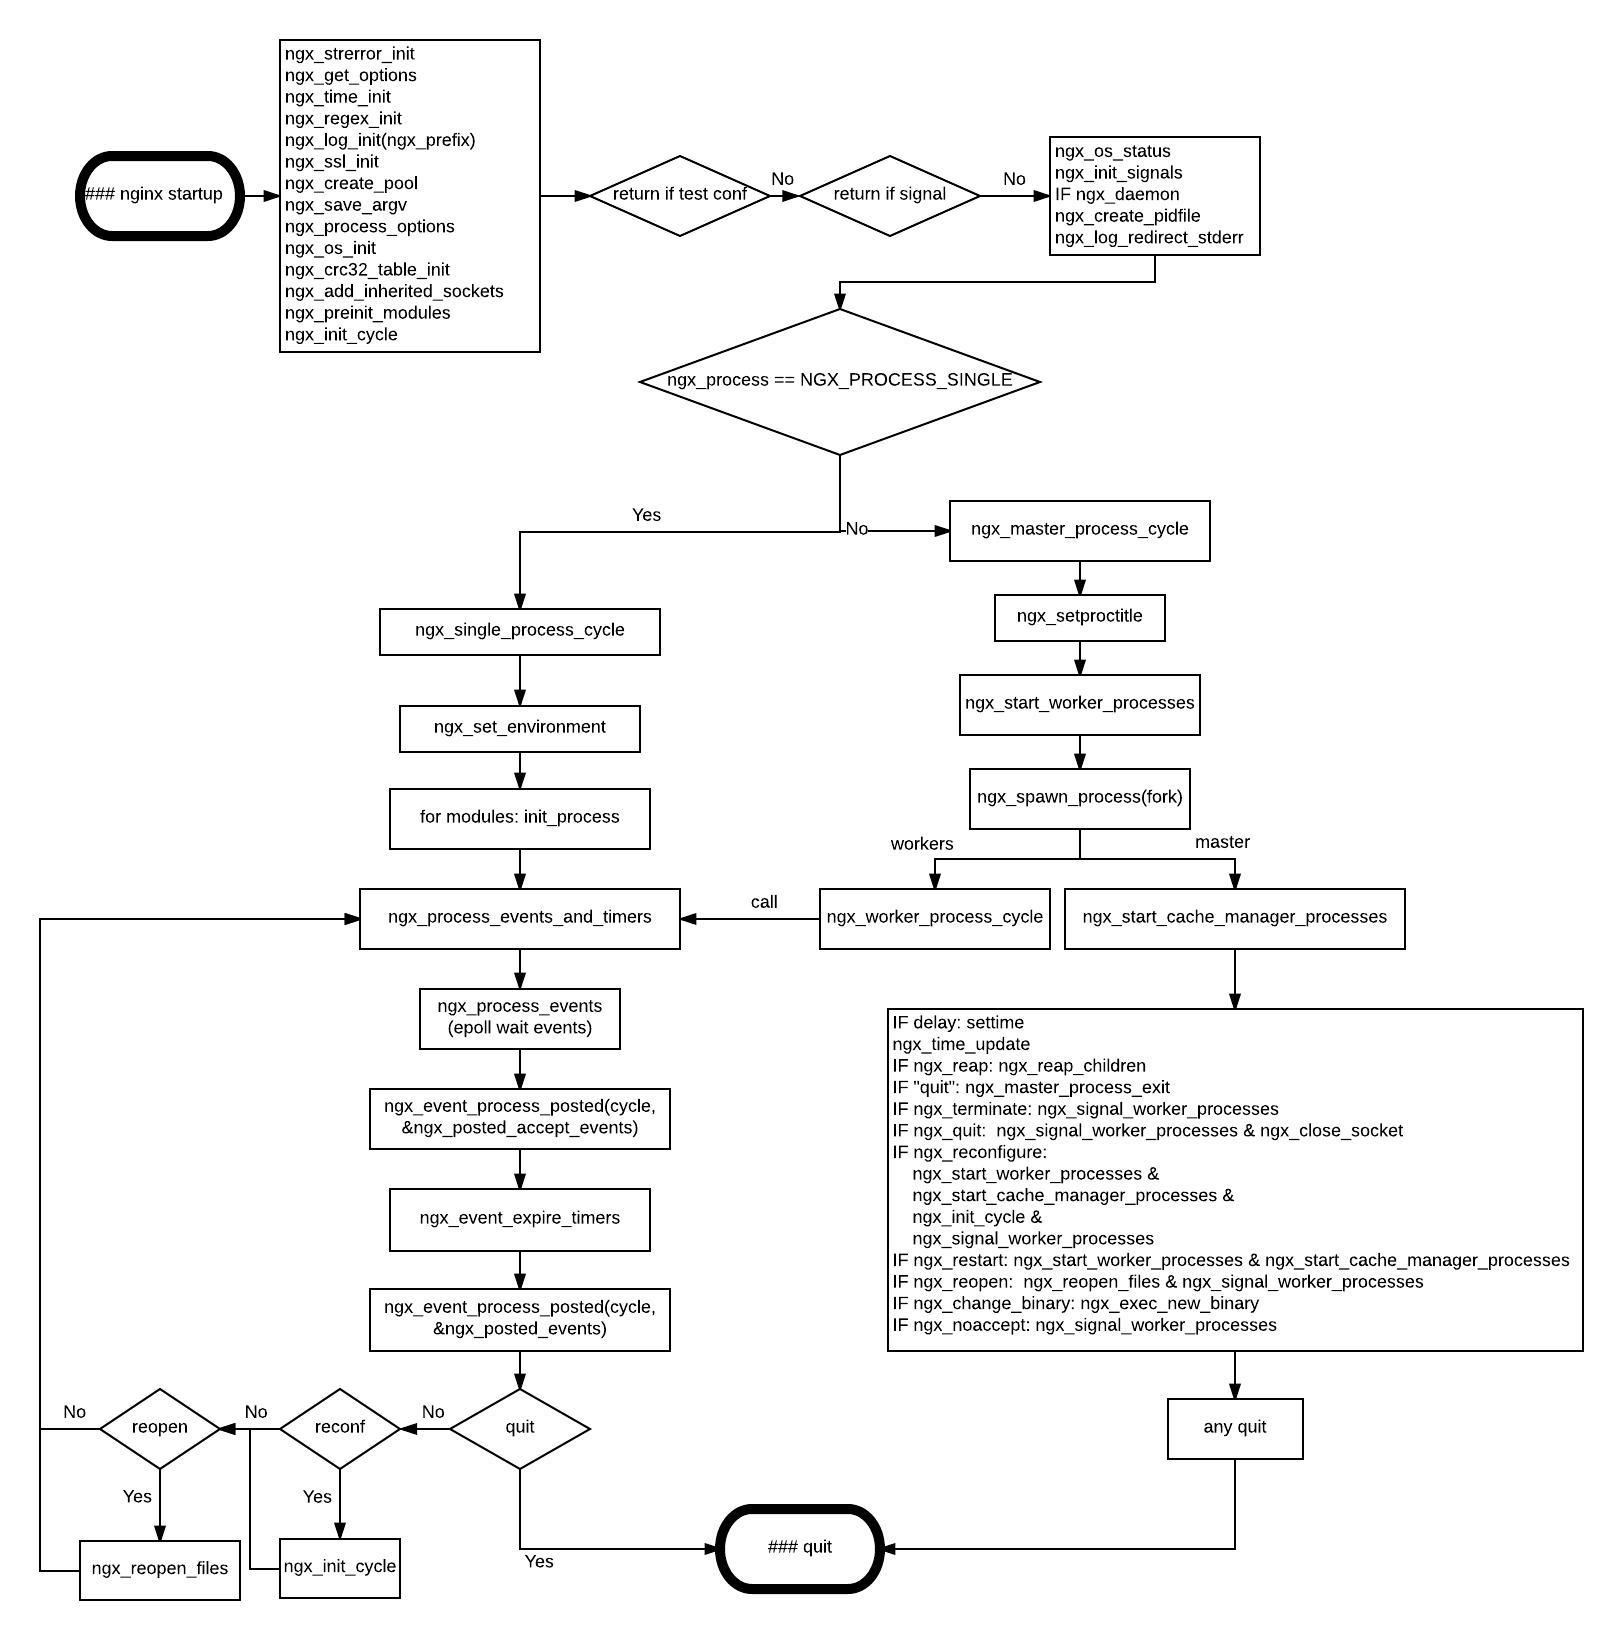 ### nginx startup
ngx_strerror_init
ngx_get_options
ngx_time_init
ngx_regex_init
ngx_log_init(ngx_prefix)
ngx_ssl_init
ngx_create_pool
ngx_save_argv
ngx_process_options
ngx_os_init
ngx_crc32_table_init
ngx_add_inherited_sockets
ngx_preinit_modules
ngx_init_cycle
return if test conf
No
return if signal
No
ngx_os_status
ngx_init_signals
IF ngx_daemon
ngx_create_pidfile
ngx_log_redirect_stderr
ngx_process == NGX_PROCESS_SINGLE
Yes
No
ngx_master_process_cycle
ngx_setproctitle
ngx_start_worker_processes
ngx_spawn_process(fork)
workers
master
ngx_single_process_cycle
ngx_set_environment
for modules: init_process
ngx_process_events_and_timers
call
ngx_worker_process_cycle
ngx_start_cache_manager_processes
ngx_process_events
(epoll wait events)
ngx_event_process_posted(cycle,
&ngx_posted_accept_events)
ngx_event_expire_timers
ngx_event_process_posted(cycle,
&ngx_posted_events)
IF delay: settime
ngx_time_update
IF ngx_reap: ngx_reap_children
IF "quit": ngx_master_process_exit
IF ngx_terminate: ngx_signal_worker_processes
IF ngx_quit:  ngx_signal_worker_processes & ngx_close_socket
IF ngx_reconfigure:
ngx_start_worker_processes &
ngx_start_cache_manager_processes &
ngx_init_cycle &
ngx_signal_worker_processes
IF ngx_restart: ngx_start_worker_processes & ngx_start_cache_manager_processes
IF ngx_reopen:  ngx_reopen_files & ngx_signal_worker_processes
IF ngx_change_binary: ngx_exec_new_binary
IF ngx_noaccept: ngx_signal_worker_processes
No
reopen
No
reconf
No
quit
any quit
Yes
Yes
ngx_reopen_files
ngx_init_cycle
Yes
### quit